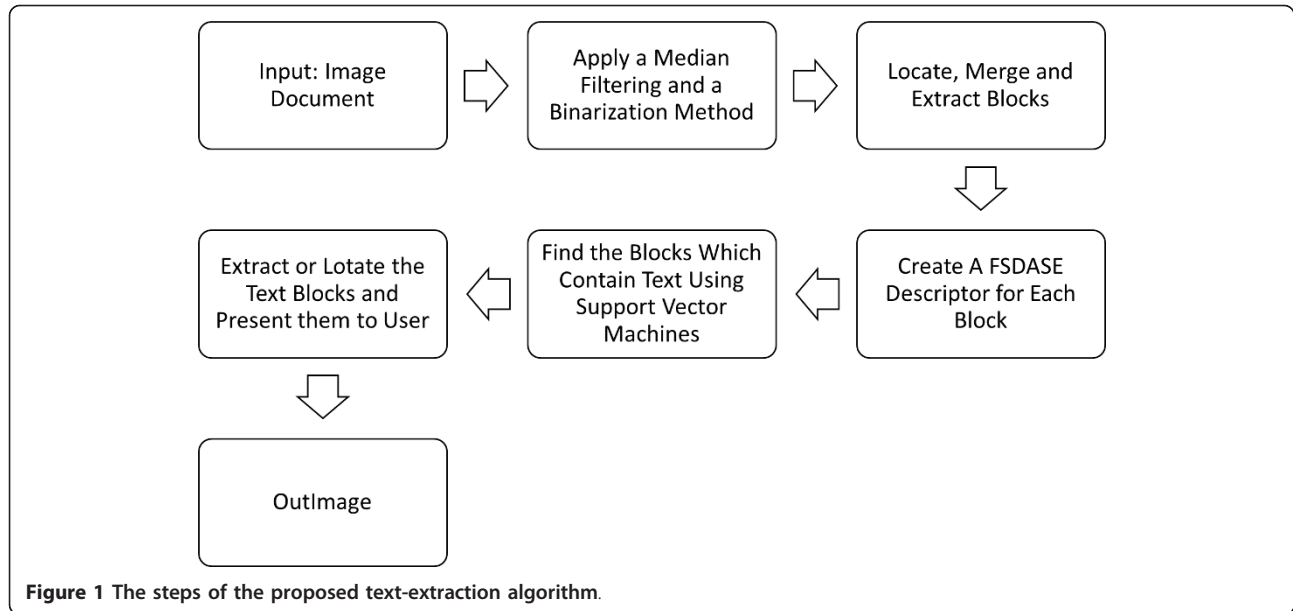 Input: Image
Document
Apply a Median
Filtering and a
Binarization Method
Locate, Merge and
Extract Blocks
Create A FSDASE
Descriptor for Each
Block
Find the Blocks Which
Contain Text Using
Support Vector
Machines
Extract or Lotate the
Text Blocks and
Present them to User
OutImage
Figure 1 The steps of the proposed text-extraction algorithm.